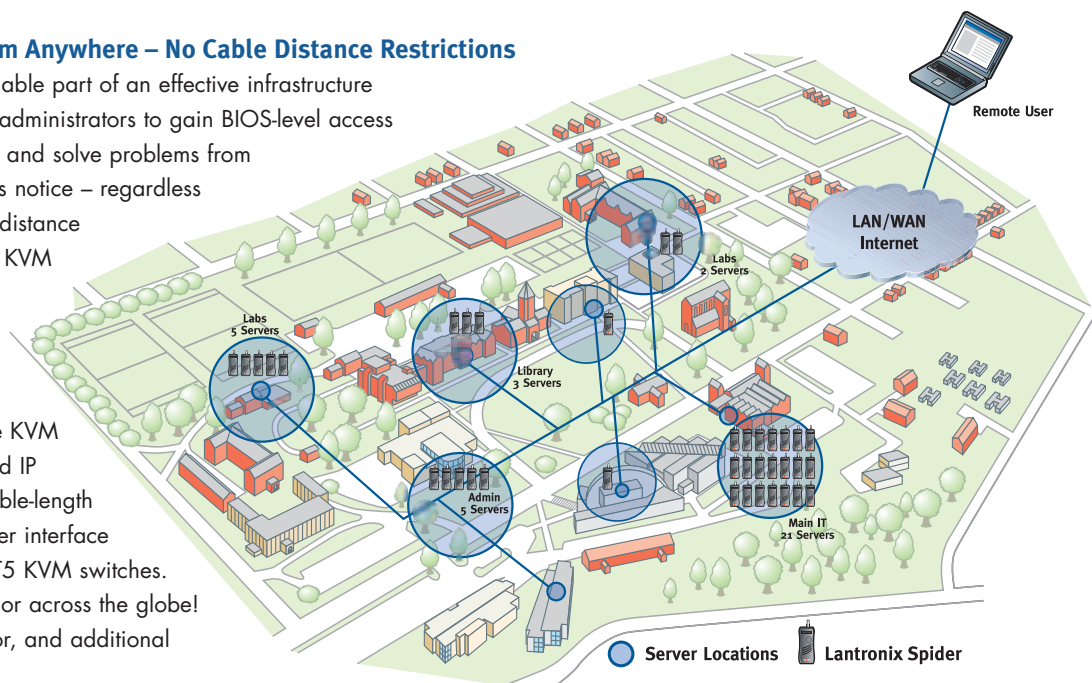 m Anywhere – No Cable Distance Restrictions
able part of an effective infrastructure
administrators to gain BIOS-level access
and solve problems from
s notice – regardless
distance
KVM
e KVM
d IP
ble-length
er interface
T5 KVM switches.
or across the globe!
or, and additional
Remote User
LAN/WAN
Internet
Labs
2 Servers
Labs
5 Servers
Library
3 Servers
Admin
5 Servers
Main IT
21 Servers
Server Locations
Lantronix Spider